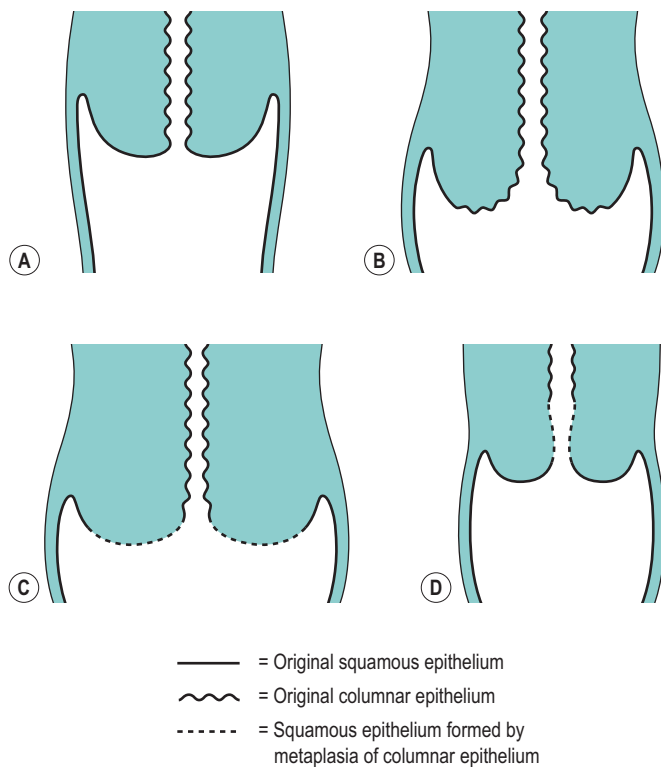 A
B
C
D
= Original squamous epithelium
= Original columnar epithelium
= Squamous epithelium formed by
metaplasia of columnar epithelium